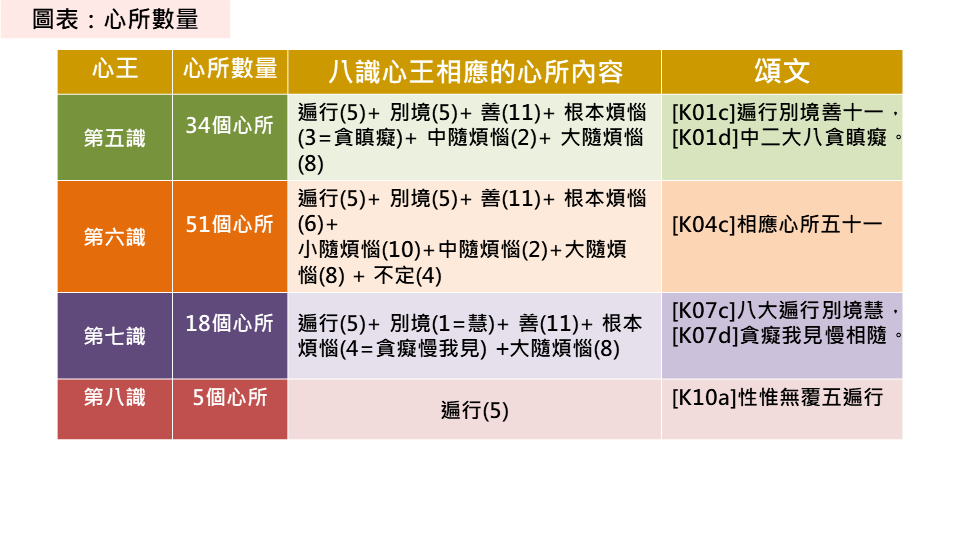 圖表：心所數量
心王
心所數量
八識心王相應的心所內容
頌文
第五識
34個心所
遍行(5)+ 別境(5)+ 善(11)+ 根本煩惱
(3=貪瞋癡)+ 中隨煩惱(2)+ 大隨煩惱
(8)
[K01c]遍行別境善十一，
[K01d]中二大八貪瞋癡。
第六識
51個心所
遍行(5)+ 別境(5)+ 善(11)+ 根本煩惱
(6)+
小隨煩惱(10)+中隨煩惱(2)+大隨煩
惱(8) + 不定(4)
[K04c]相應心所五十一
第七識
18個心所
遍行(5)+ 別境(1=慧)+ 善(11)+ 根本
煩惱(4=貪癡慢我見) +大隨煩惱(8)
[K07c]八大遍行別境慧，
[K07d]貪癡我見慢相隨。
第八識
5個心所
遍行(5)
[K10a]性惟無覆五遍行